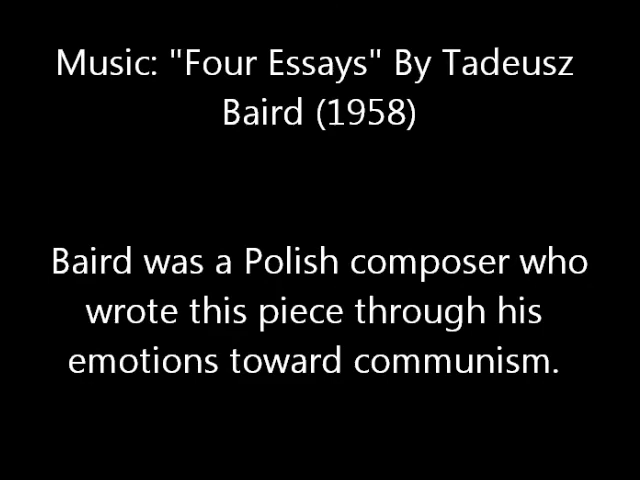 Music: "Four Essays" By Tadeusz
Baird (1958)
Baird was a Polish composer who
wrote this piece through his
emotions toward communism.